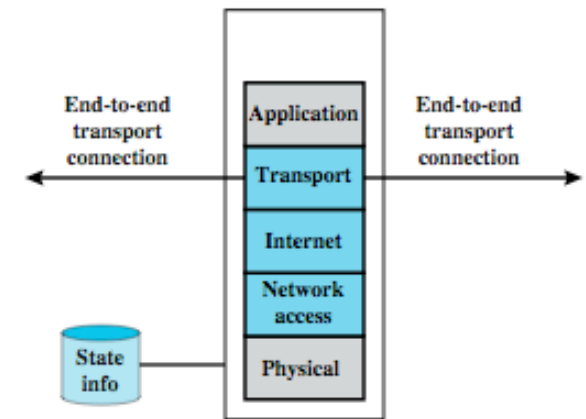 End-to-end
transport
connection
Application
Transport
Internet
Network
access
Physical
End-to-end
transport
connection
State
info